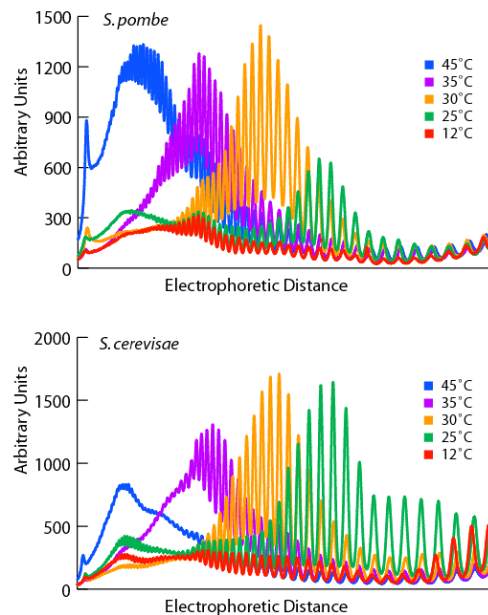 S. pombe
1500
1200
900
600
300
0
Arbitrary Units
45˚C
35˚C
30˚C
25˚C
12˚C
Electrophoretic Distance
S. cerevisae
2000
1500
1000
500
0
Arbitrary Units
45˚C
35˚C
30˚C
25˚C
12˚C
Electrophoretic Distance